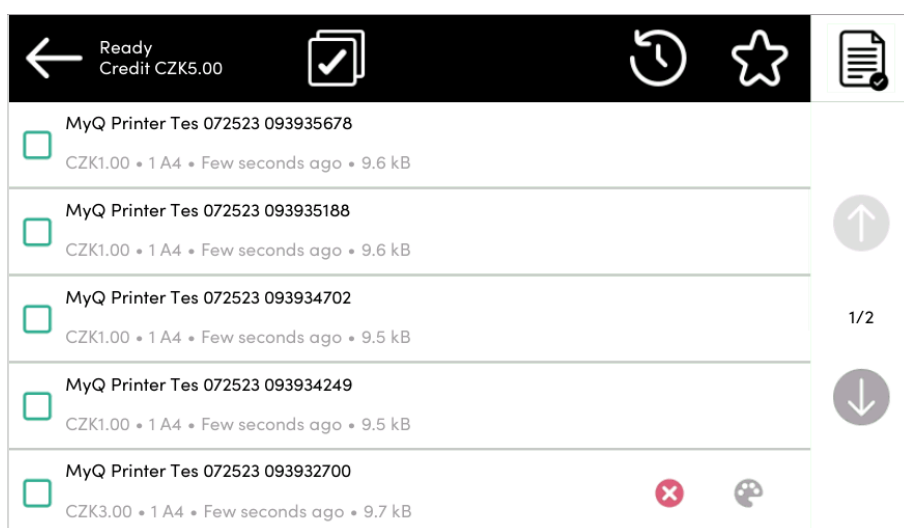 Ready
Credit CZK5.00
MyQ Printer Tes 072523 093935678
CZK1.00 • 1 A4 • Few seconds ago • 9.6 kB
MyQ Printer Tes 072523 093935188
CZK1.00 • 1 A4 • Few seconds ago • 9.6 kB
MyQ Printer Tes 072523 093934702
CZK1.00 • 1 A4 • Few seconds ago • 9.5 kB
1/2
MyQ Printer Tes 072523 093934249
CZK1.00 • 1 A4 • Few seconds ago • 9.5 kB
MyQ Printer Tes 072523 093932700
CZK3.00 • 1 A4 • Few seconds ago • 9.7 kB